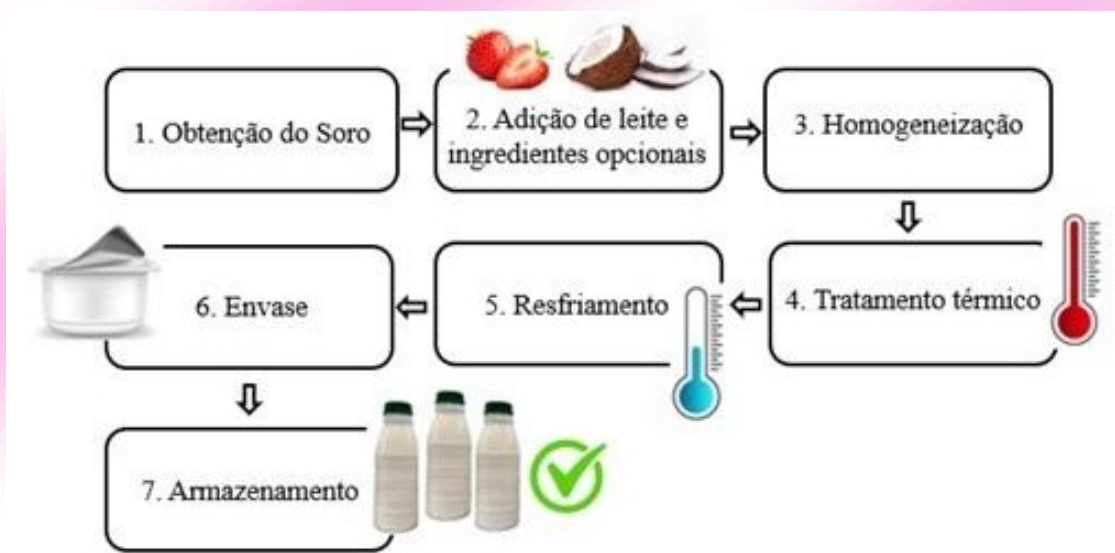 1. Obtenção do Soro
2. Adição de leite e
ingredientes opcionais
3. Homogeneização
4. Tratamento térmico
5. Resfriamento
6. Envase
7. Armazenamento